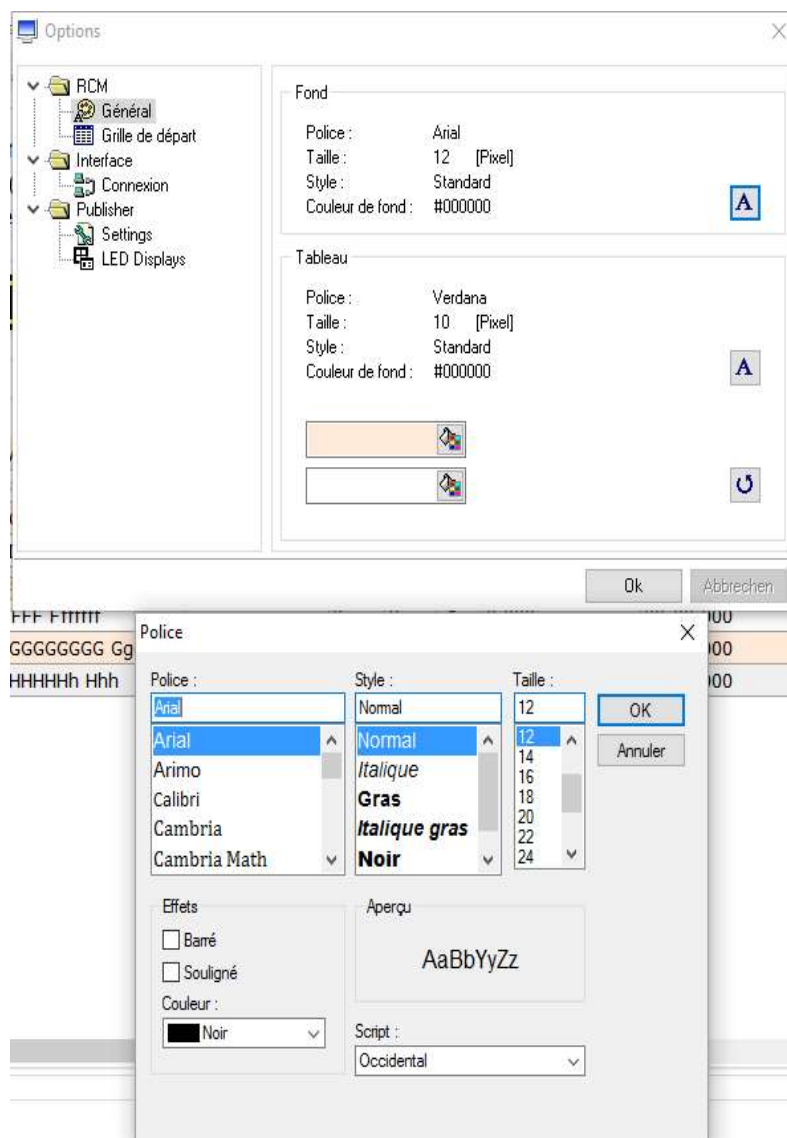 Options
RCM
Général
Grille de départ
Interface
Connexion
Publisher
Settings
LED Displays
Fond
Police : Arial
Taille : 12 [Pixel]
Style : Standard
Couleur de fond : #000000
A
Tableau
Police : Verdana
Taille : 10 [Pixel]
Style : Standard
Couleur de fond : #000000
A
Ok Abbrechen
GGGGGGGG Gg
HHHHHh Hhh
Police
Police : Style : Taille :
Arial Normal 12 OK
Arial Normal 12 Annuler
Arimo Italique 14
Calibri Gras 16
Cambria Italique gras 18
Cambria Math Noir 20
22
24
Effets Aperçu
Barré
Souligné
AaBbYyZz
Couleur :
Noir
Script :
Occidental